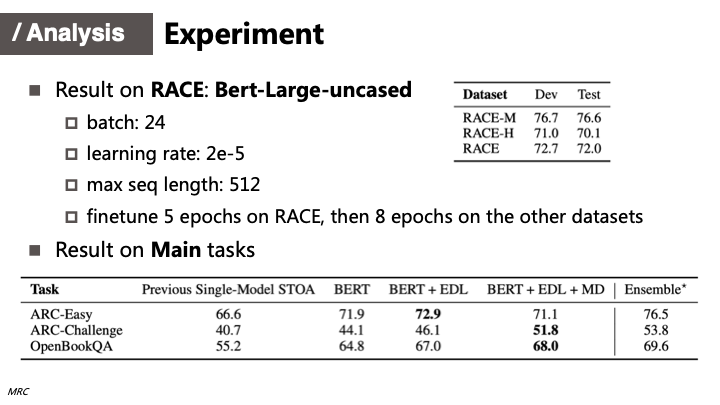 / Analysis Experiment
■ Result on RACE: Bert-Large-uncased
batch: 24
learning rate: 2e-5
max seq length: 512
finetune 5 epochs on RACE, then 8 epochs on the other datasets
Dataset Dev Test
RACE-M 76.7 76.6
RACE-H 71.0 70.1
RACE 72.7 72.0
■ Result on Main tasks
Task Previous Single-Model STOA BERT BERT + EDL BERT + EDL + MD Ensemble*
ARC-Easy 66.6 71.9 72.9 71.1 76.5
ARC-Challenge 40.7 44.1 46.1 51.8 53.8
OpenBookQA 55.2 64.8 67.0 68.0 69.6
MRC